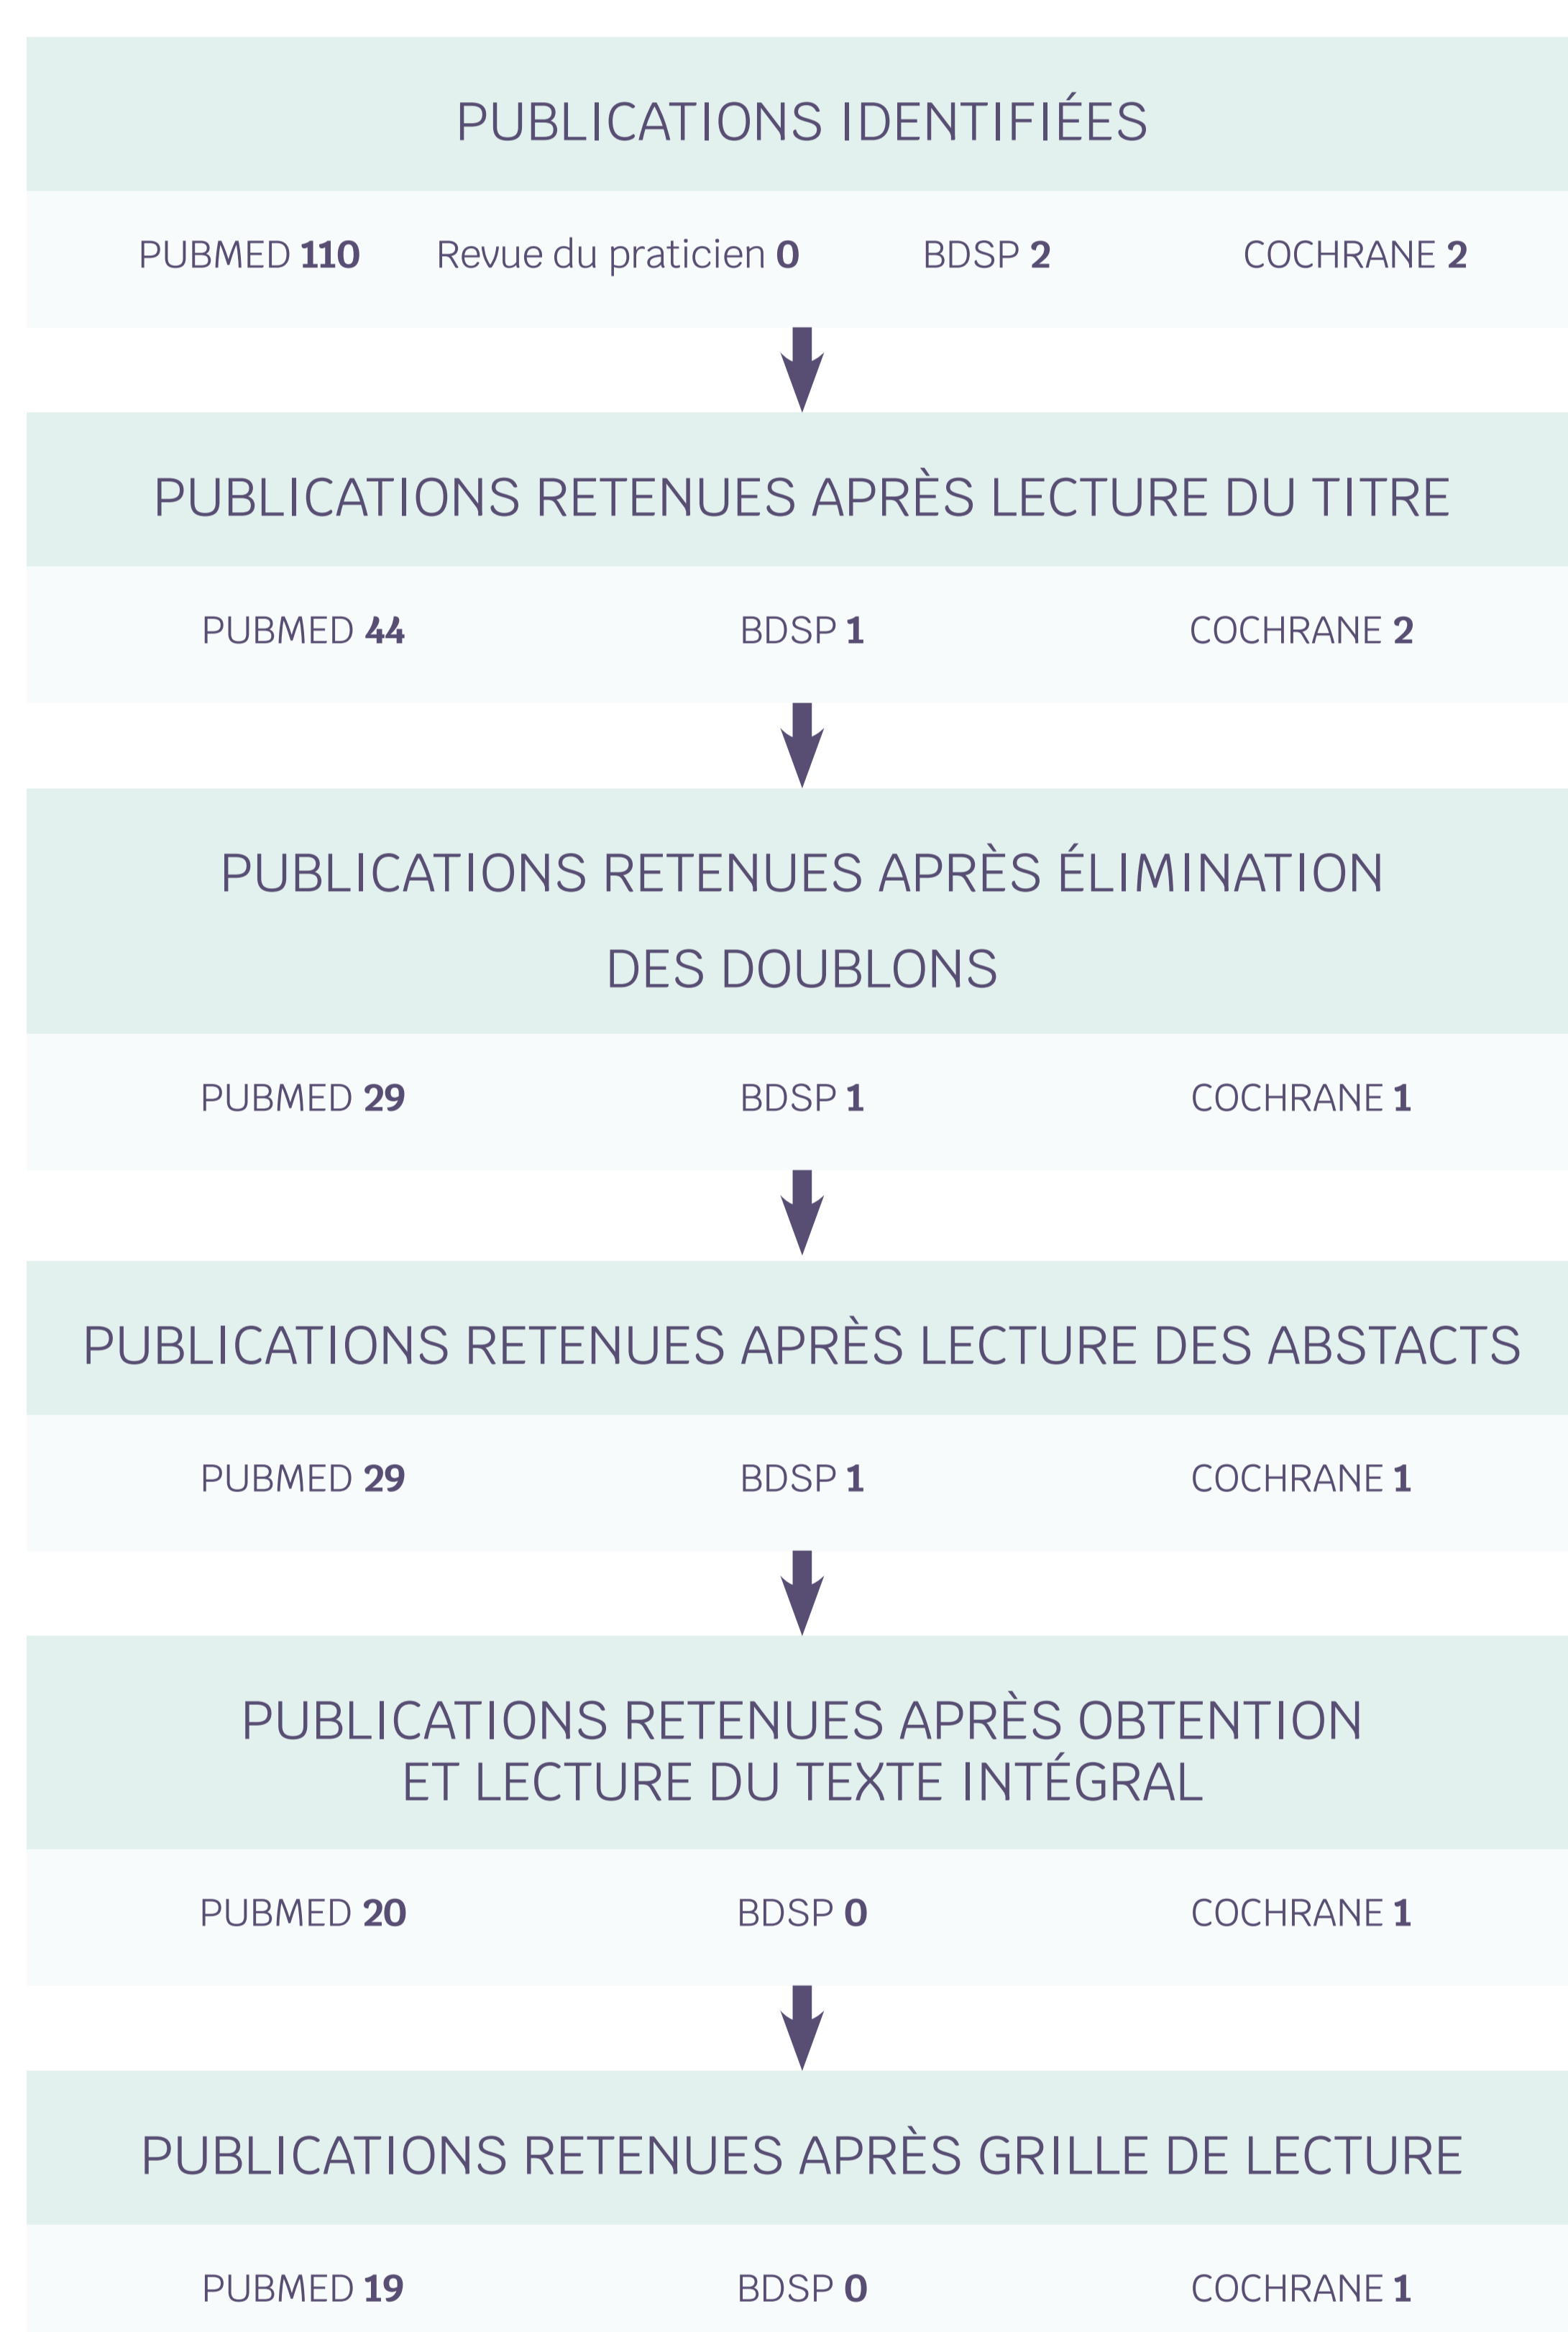 PUBLICATIONS IDENTIFIÉES
PUBMED 110 Revue du praticien 0 BDSP 2 COCHRANE 2
PUBLICATIONS RETENUES APRÈS LECTURE DU TITRE
PUBMED 44 BDSP 1 COCHRANE 2
PUBLICATIONS RETENUES APRÈS ÉLIMINATION
DES DOUBLONS
PUBMED 29 BDSP 1 COCHRANE 1
PUBLICATIONS RETENUES APRÈS LECTURE DES ABSTACTS
PUBMED 29 BDSP 1 COCHRANE 1
PUBLICATIONS RETENUES APRÈS OBTENTION
ET LECTURE DU TEXTE INTÉGRAL
PUBMED 20 BDSP 0 COCHRANE 1
PUBLICATIONS RETENUES APRÈS GRILLE DE LECTURE
PUBMED 19 BDSP 0 COCHRANE 1